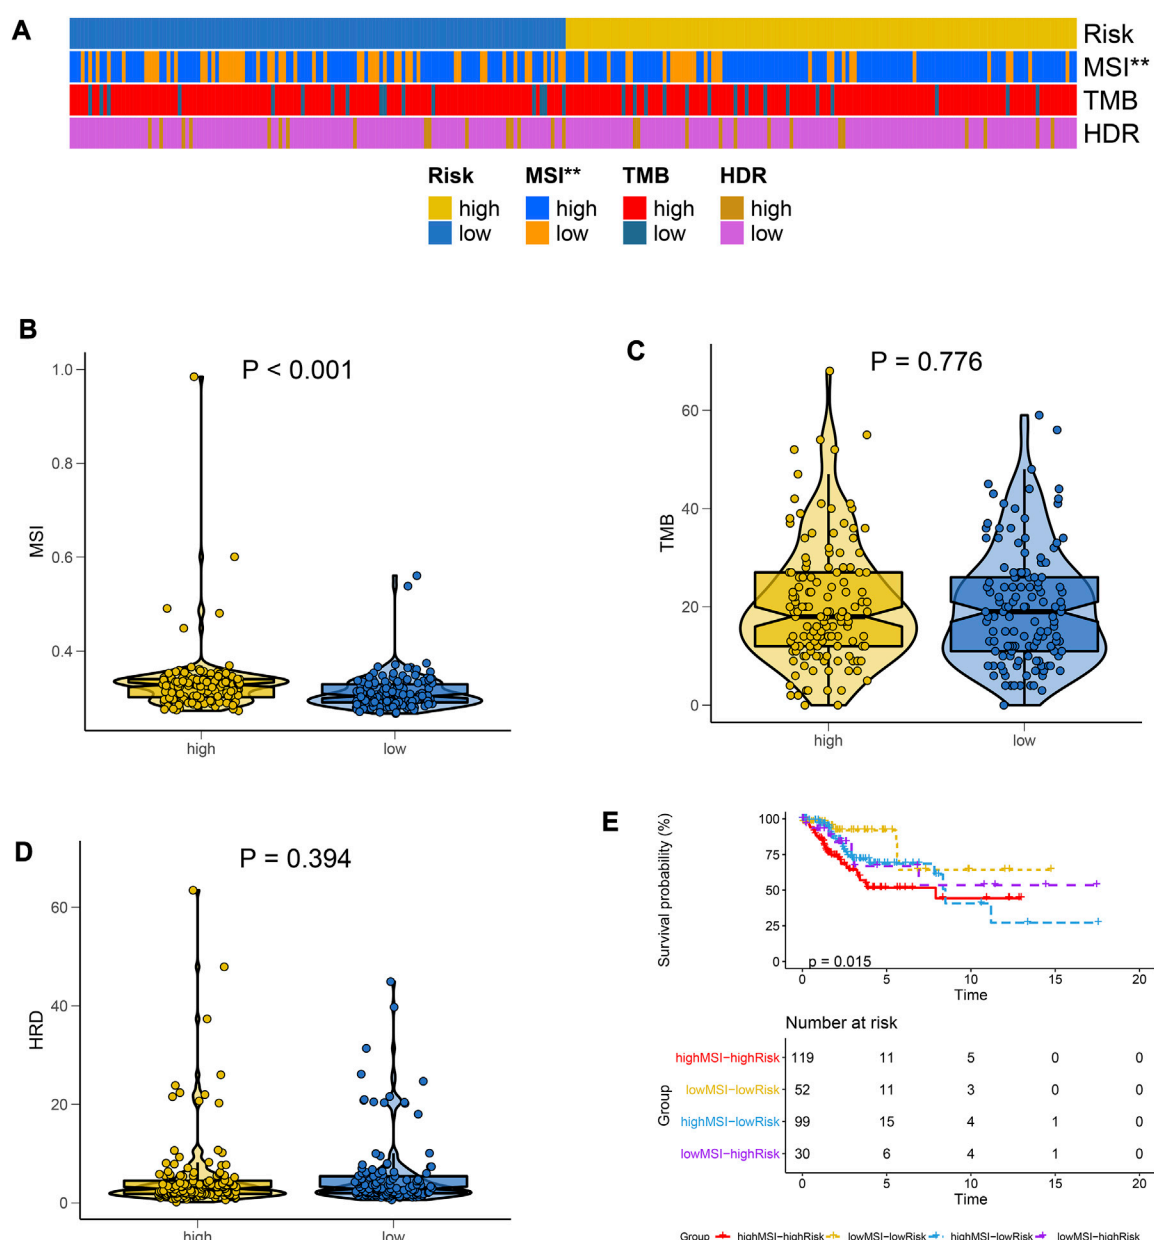 A
Risk
MSI**
TMB
HDR
Risk MSI** TMB HDR
high high high high
low low low low
B
P < 0.001
1.0
0.8
0.6
0.4
MSI
high low
C
P = 0.776
60
40
20
0
TMB
high low
D
P = 0.394
60
40
20
0
HRD
high low
E
Survival probability (%)
100
75
50
25
0
p = 0.015
0 5 10 15 20
Time
Number at risk
Group
highMSI−highRisk 119 11 5 0 0
lowMSI−lowRisk 52 11 3 0 0
highMSI−lowRisk 99 15 4 1 0
lowMSI−highRisk 30 6 4 1 0
0 5 10 15 20
Time
Group highMSI−highRisk lowMSI−lowRisk highMSI−lowRisk lowMSI−highRisk